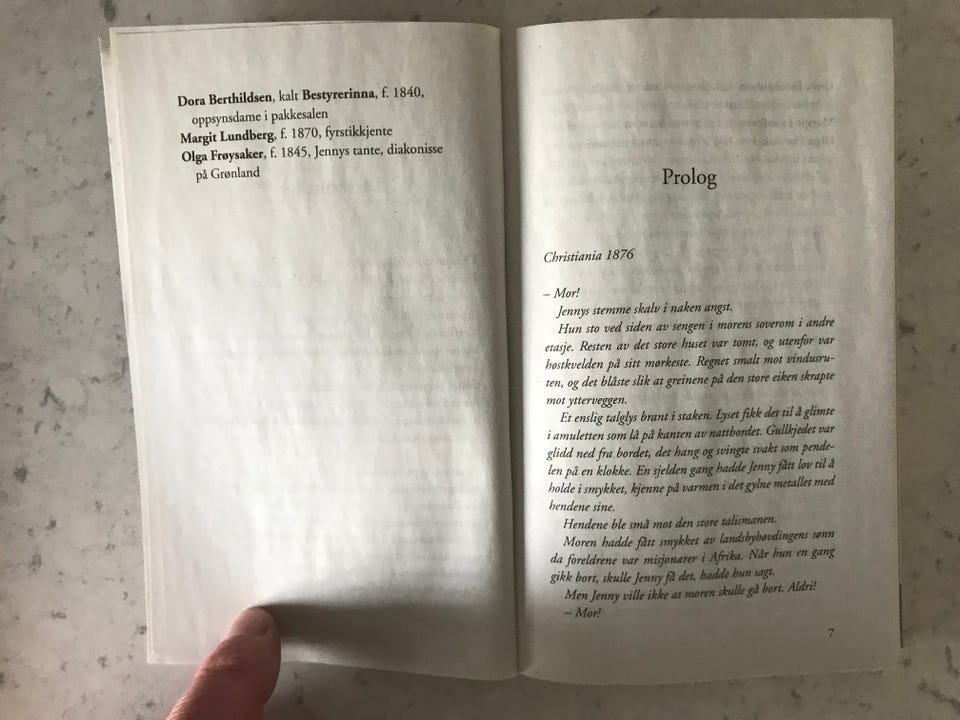 Dora Berthildsen, kalt Bestyrerinna, f. 1840,
oppsynsdame i pakkesalen
Margit Lundberg, f. 1870, fyrstikkjente
Olga Frøysaker, f. 1845, Jennys tante, diakonisse
på Grønland
Prolog
Christiania 1876
– Mor!
Jennys stemme skalv i naken angst.
Hun sto ved siden av sengen i morens soverom i andre
etasje. Resten av det store huset var tomt, og utenfor var
høstkvelden på sitt mørkeste. Regnet smalt mot vindusru-
ten, og det blåste slik at greinene på den store eiken skrapte
mot ytterveggen.
Et enslig talglys brant i staken. Lyset fikk det til å glimte
i amuletten som lå på kanten av nattbordet. Gullkjedet var
glidd ned fra bordet, det hang og svingte svakt som pende-
len på en klokke. En sjelden gang hadde Jenny fått lov til å
holde i smykket, kjenne på varmen i det gylne metallet med
hendene sine.
Hendene ble små mot den store talismanen.
Moren hadde fått smykket av landsbyhøvdingens sønn
da foreldrene var misjonærer i Afrika. Når hun en gang
gikk bort, skulle Jenny få det, hadde hun sagt.
Men Jenny ville ikke at moren skulle gå bort. Aldri!
– Mor!
7